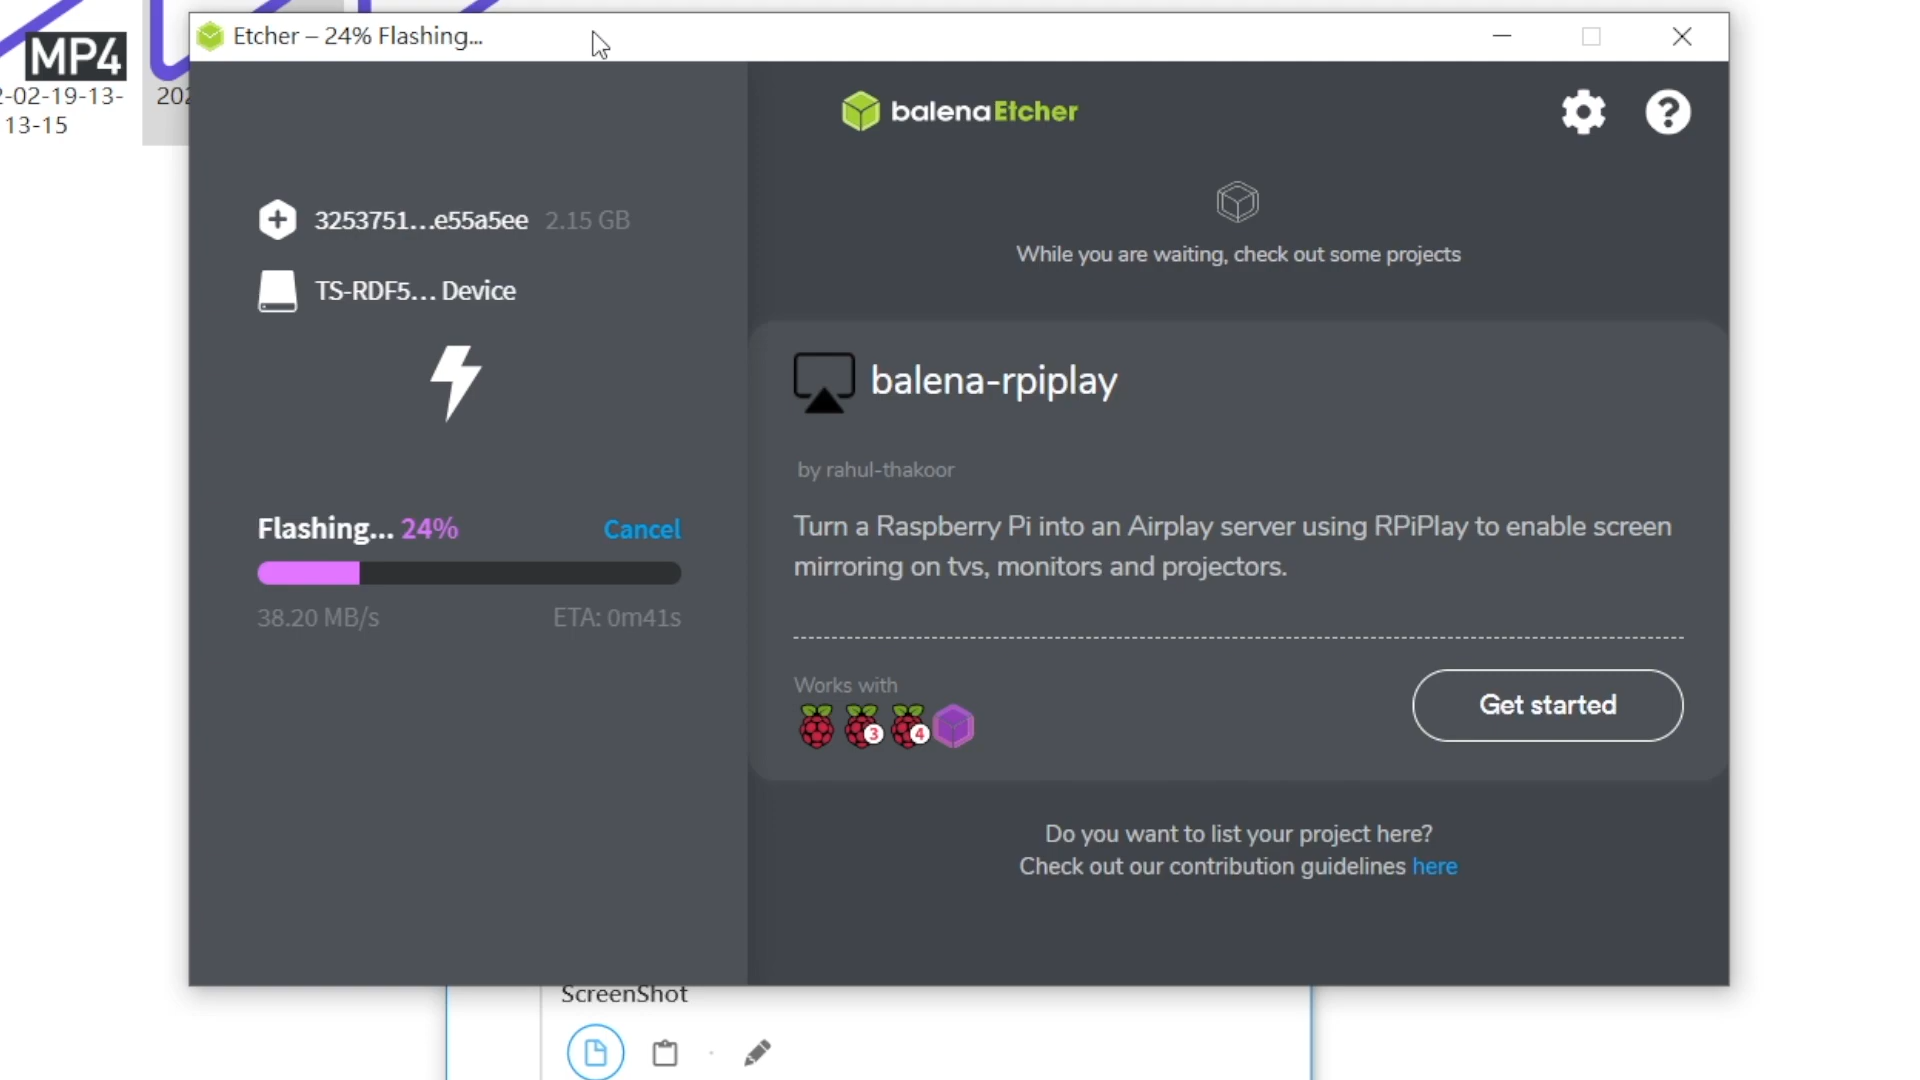 MP4
2-02-19-13-
13-15
202
Etcher – 24% Flashing...
balenaEtcher
While you are waiting, check out some projects
3253751...e55a5ee 2.15 GB
TS-RDF5... Device
Flashing... 24%
Cancel
38.20 MB/s
ETA: 0m41s
balena-rpiplay
by rahul-thakoor
Turn a Raspberry Pi into an Airplay server using RPiPlay to enable screen
mirroring on tvs, monitors and projectors.
Works with
3
4
Get started
Do you want to list your project here?
Check out our contribution guidelines here
ScreenShot